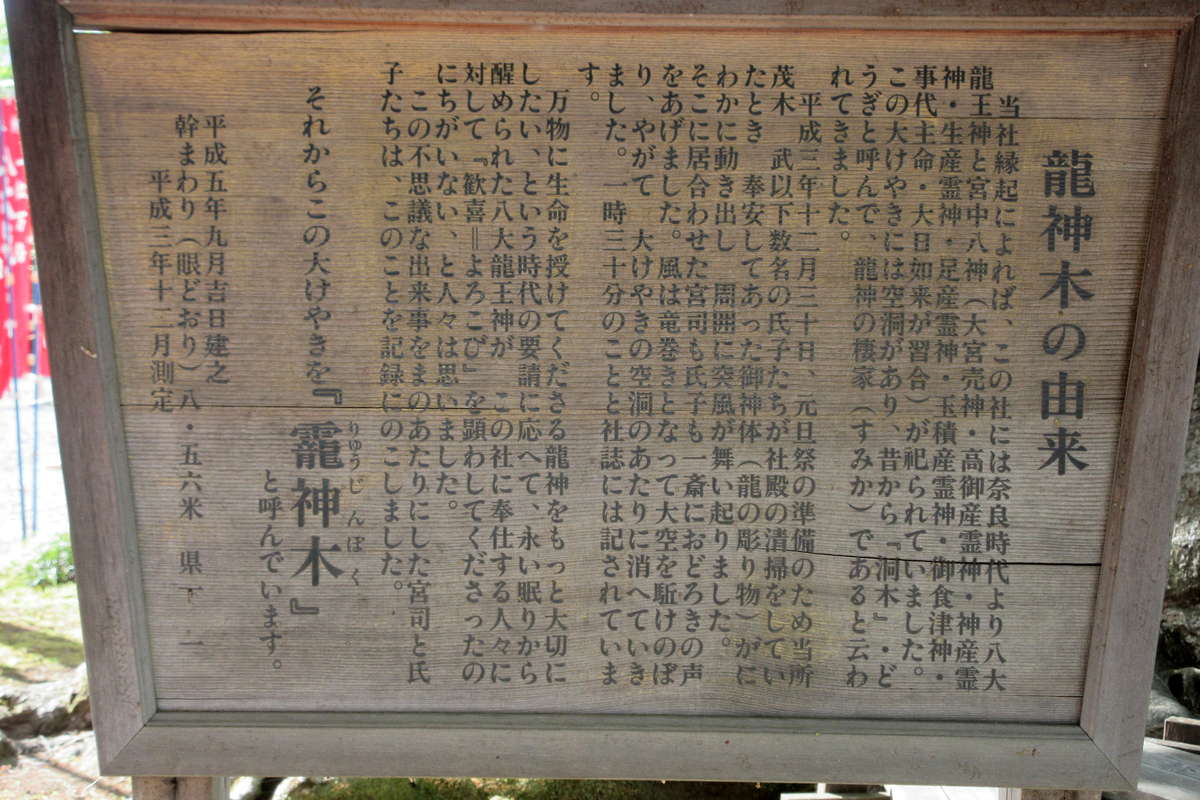 龍神木の由来
当社縁起によれば、この社には奈良時代より八大
龍王神と宮中八神(大宮売神・高御産霊神・神産霊
神・生産霊神・足産霊神・玉積産霊神・御食津神・
事代主命・大日如来が習合)が祀られていました。
この大けやきには空洞があり、昔から『洞木』・ど
うぎと呼んで、龍神の棲家(すみか)であると云わ
れてきました。
平成三年十二月三十日、元旦祭の準備のため当所
茂木 武以下数名の氏子たちが社殿の清掃をしてい
たとき 奉安してあった御神体(龍の彫り物)がに
わかに動き出し 周囲に突風が舞い起りました。
そこに居合わせた宮司も氏子も一斎におどろきの声
をあげました。風は竜巻きとなって大空を駈けのぼ
り、やがて 大けやきの空洞のあたりに消へていき
ました。一時三十分のことと社誌には記されていま
す。
万物に生命を授けてくださる龍神をもっと大切に
したい、という時代の要請に応へて、永い眠りから
醒められた八大龍王神が この社に奉仕する人々に
対して『歓喜=よろこび』を顕わしてくださったの
にちがいない、と人々は思いました。
この不思議な出来事をまのあたりにした宮司と氏
子たちは、このことを記録にのこしました。
それからこの大けやきを『龗神木』
りゅうじんぼく
と呼んでいます。
平成五年九月吉日建之
幹まわり(眼どおり)八・五六米 県下 一
平成三年十二月測定